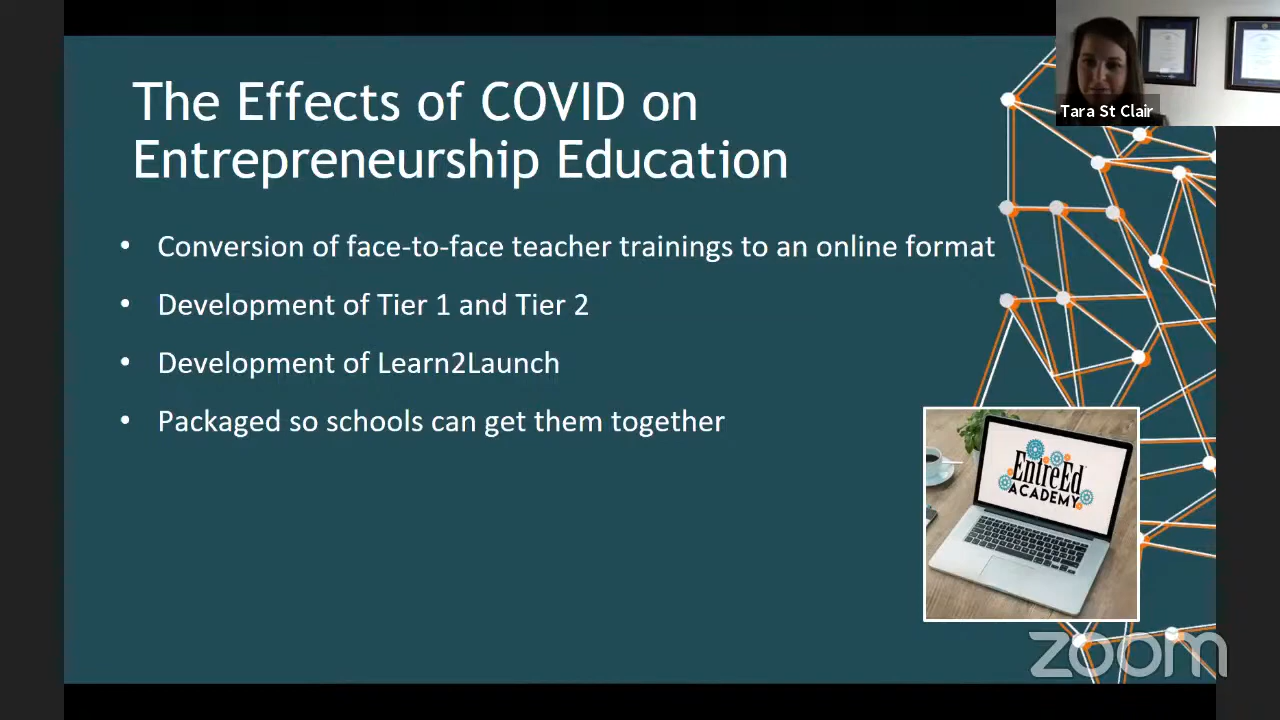 Tara St Clair
The Effects of COVID on
Entrepreneurship Education
• Conversion of face-to-face teacher trainings to an online format
• Development of Tier 1 and Tier 2
• Development of Learn2Launch
• Packaged so schools can get them together
EntreEd
ACADEMY
zoom